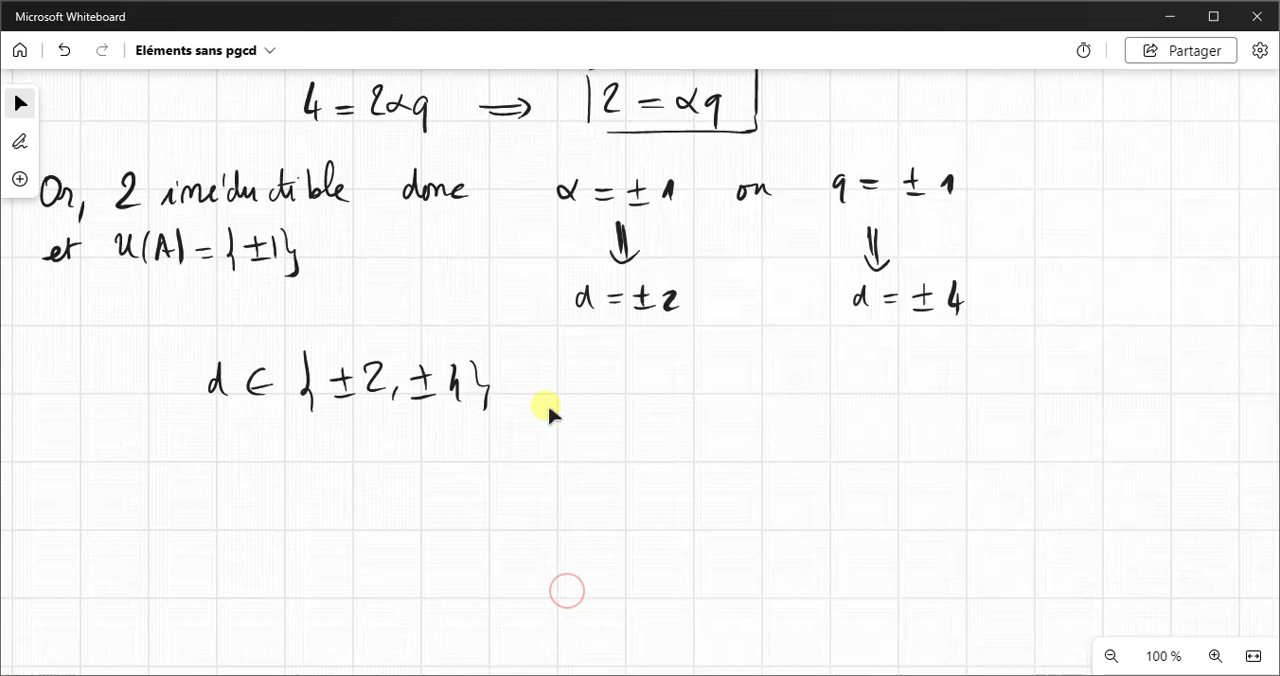 Microsoft Whiteboard
Eléments sans pgcd
Partager
4 = 2αq ⟹ 2 = αq
Or, 2 irréductible donc α = ±1 ou q = ±1
et U(A) = {±1}
⇓ ⇓
d = ±2 d = ±4
d ∈ {±2, ±4}
100 %